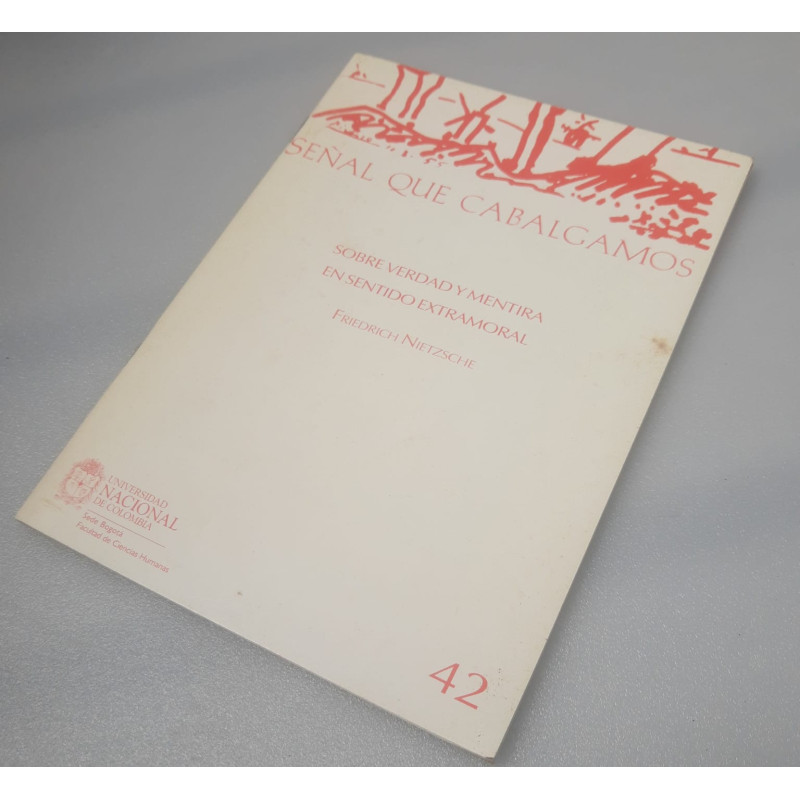 SEÑAL QUE CABALGAMOS
SOBRE VERDAD Y MENTIRA
EN SENTIDO EXTRAMORAL
FRIEDRICH NIETZSCHE
UNIVERSIDAD
NACIONAL
DE COLOMBIA
Sede Bogotá
Facultad de Ciencias Humanas
42